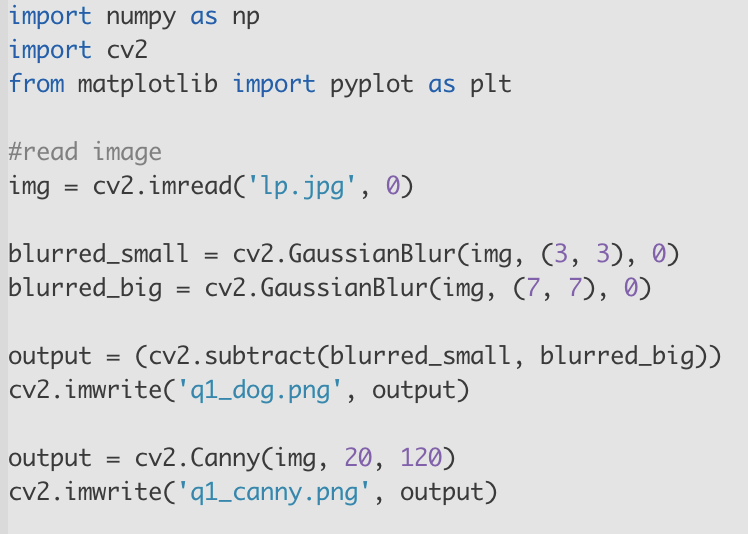 import numpy as np
import cv2
from matplotlib import pyplot as plt
#read image
img = cv2.imread('lp.jpg', 0)
blurred_small = cv2.GaussianBlur(img, (3, 3), 0)
blurred_big = cv2.GaussianBlur(img, (7, 7), 0)
output = (cv2.subtract(blurred_small, blurred_big))
cv2.imwrite('q1_dog.png', output)
output = cv2.Canny(img, 20, 120)
cv2.imwrite('q1_canny.png', output)